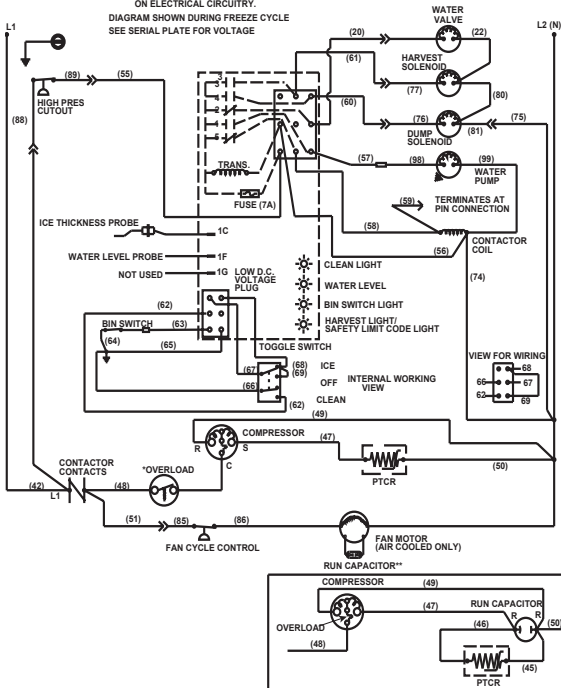 ON ELECTRICAL CIRCUITRY.
DIAGRAM SHOWN DURING FREEZE CYCLE
SEE SERIAL PLATE FOR VOLTAGE
L1
L2 (N)
WATER
VALVE
(20)
(22)
(61)
HARVEST
SOLENOID
(89)
(55)
(77)
(80)
HIGH PRES
CUTOUT
(88)
3
3
4
2
1
5
(60)
(76)
(75)
DUMP
SOLENOID
(81)
TRANS.
(57)
(98)
(99)
WATER
PUMP
FUSE (7A)
(59)
TERMINATES AT
PIN CONNECTION
ICE THICKNESS PROBE
1C
(58)
CONTACTOR
COIL
(56)
WATER LEVEL PROBE
1F
CLEAN LIGHT
(74)
NOT USED
1G
LOW D.C.
VOLTAGE
PLUG
WATER LEVEL
(62)
BIN SWITCH LIGHT
BIN SWITCH
(63)
HARVEST LIGHT/
SAFETY LIMIT CODE LIGHT
(64)
(65)
TOGGLE SWITCH
VIEW FOR WIRING
(67)
(68)
(69)
ICE
68
OFF
INTERNAL WORKING
VIEW
66
67
(66)
62
69
CLEAN
(62)
(49)
COMPRESSOR
R
S
(47)
C
(50)
PTCR
CONTACTOR
CONTACTS
*OVERLOAD
(42)
L1
(48)
(51)
(85)
(86)
FAN CYCLE CONTROL
FAN MOTOR
(AIR COOLED ONLY)
RUN CAPACITOR**
COMPRESSOR
(49)
(47)
RUN CAPACITOR
R
R
(46)
(50)
OVERLOAD
(48)
(45)
PTCR